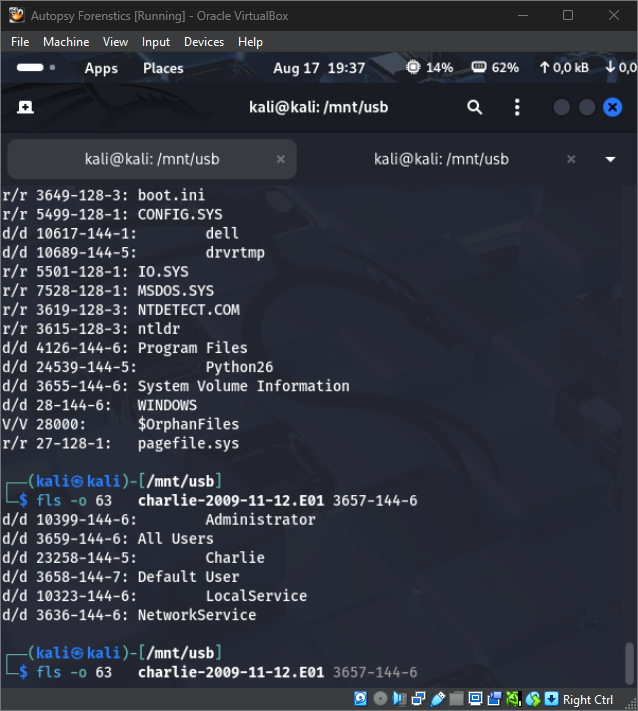 Autopsy Forenstics [Running] - Oracle VirtualBox
File Machine View Input Devices Help
Apps Places Aug 17 19:37 14% 62% ↑0,0 kB ↓0,0
kali@kali: /mnt/usb
kali@kali: /mnt/usb × kali@kali: /mnt/usb ×
r/r 3649-128-3: boot.ini
r/r 5499-128-1: CONFIG.SYS
d/d 10617-144-1: dell
d/d 10689-144-5: drvrtmp
r/r 5501-128-1: IO.SYS
r/r 7528-128-1: MSDOS.SYS
r/r 3619-128-3: NTDETECT.COM
r/r 3615-128-3: ntldr
d/d 4126-144-6: Program Files
d/d 24539-144-5: Python26
d/d 3655-144-6: System Volume Information
d/d 28-144-6: WINDOWS
V/V 28000: $OrphanFiles
r/r 27-128-1: pagefile.sys
┌──(kali㉿kali)-[/mnt/usb]
└─$ fls -o 63 charlie-2009-11-12.E01 3657-144-6
d/d 10399-144-6: Administrator
d/d 3659-144-6: All Users
d/d 23258-144-5: Charlie
d/d 3658-144-7: Default User
d/d 10323-144-6: LocalService
d/d 3636-144-6: NetworkService
┌──(kali㉿kali)-[/mnt/usb]
└─$ fls -o 63 charlie-2009-11-12.E01 3657-144-6
Right Ctrl